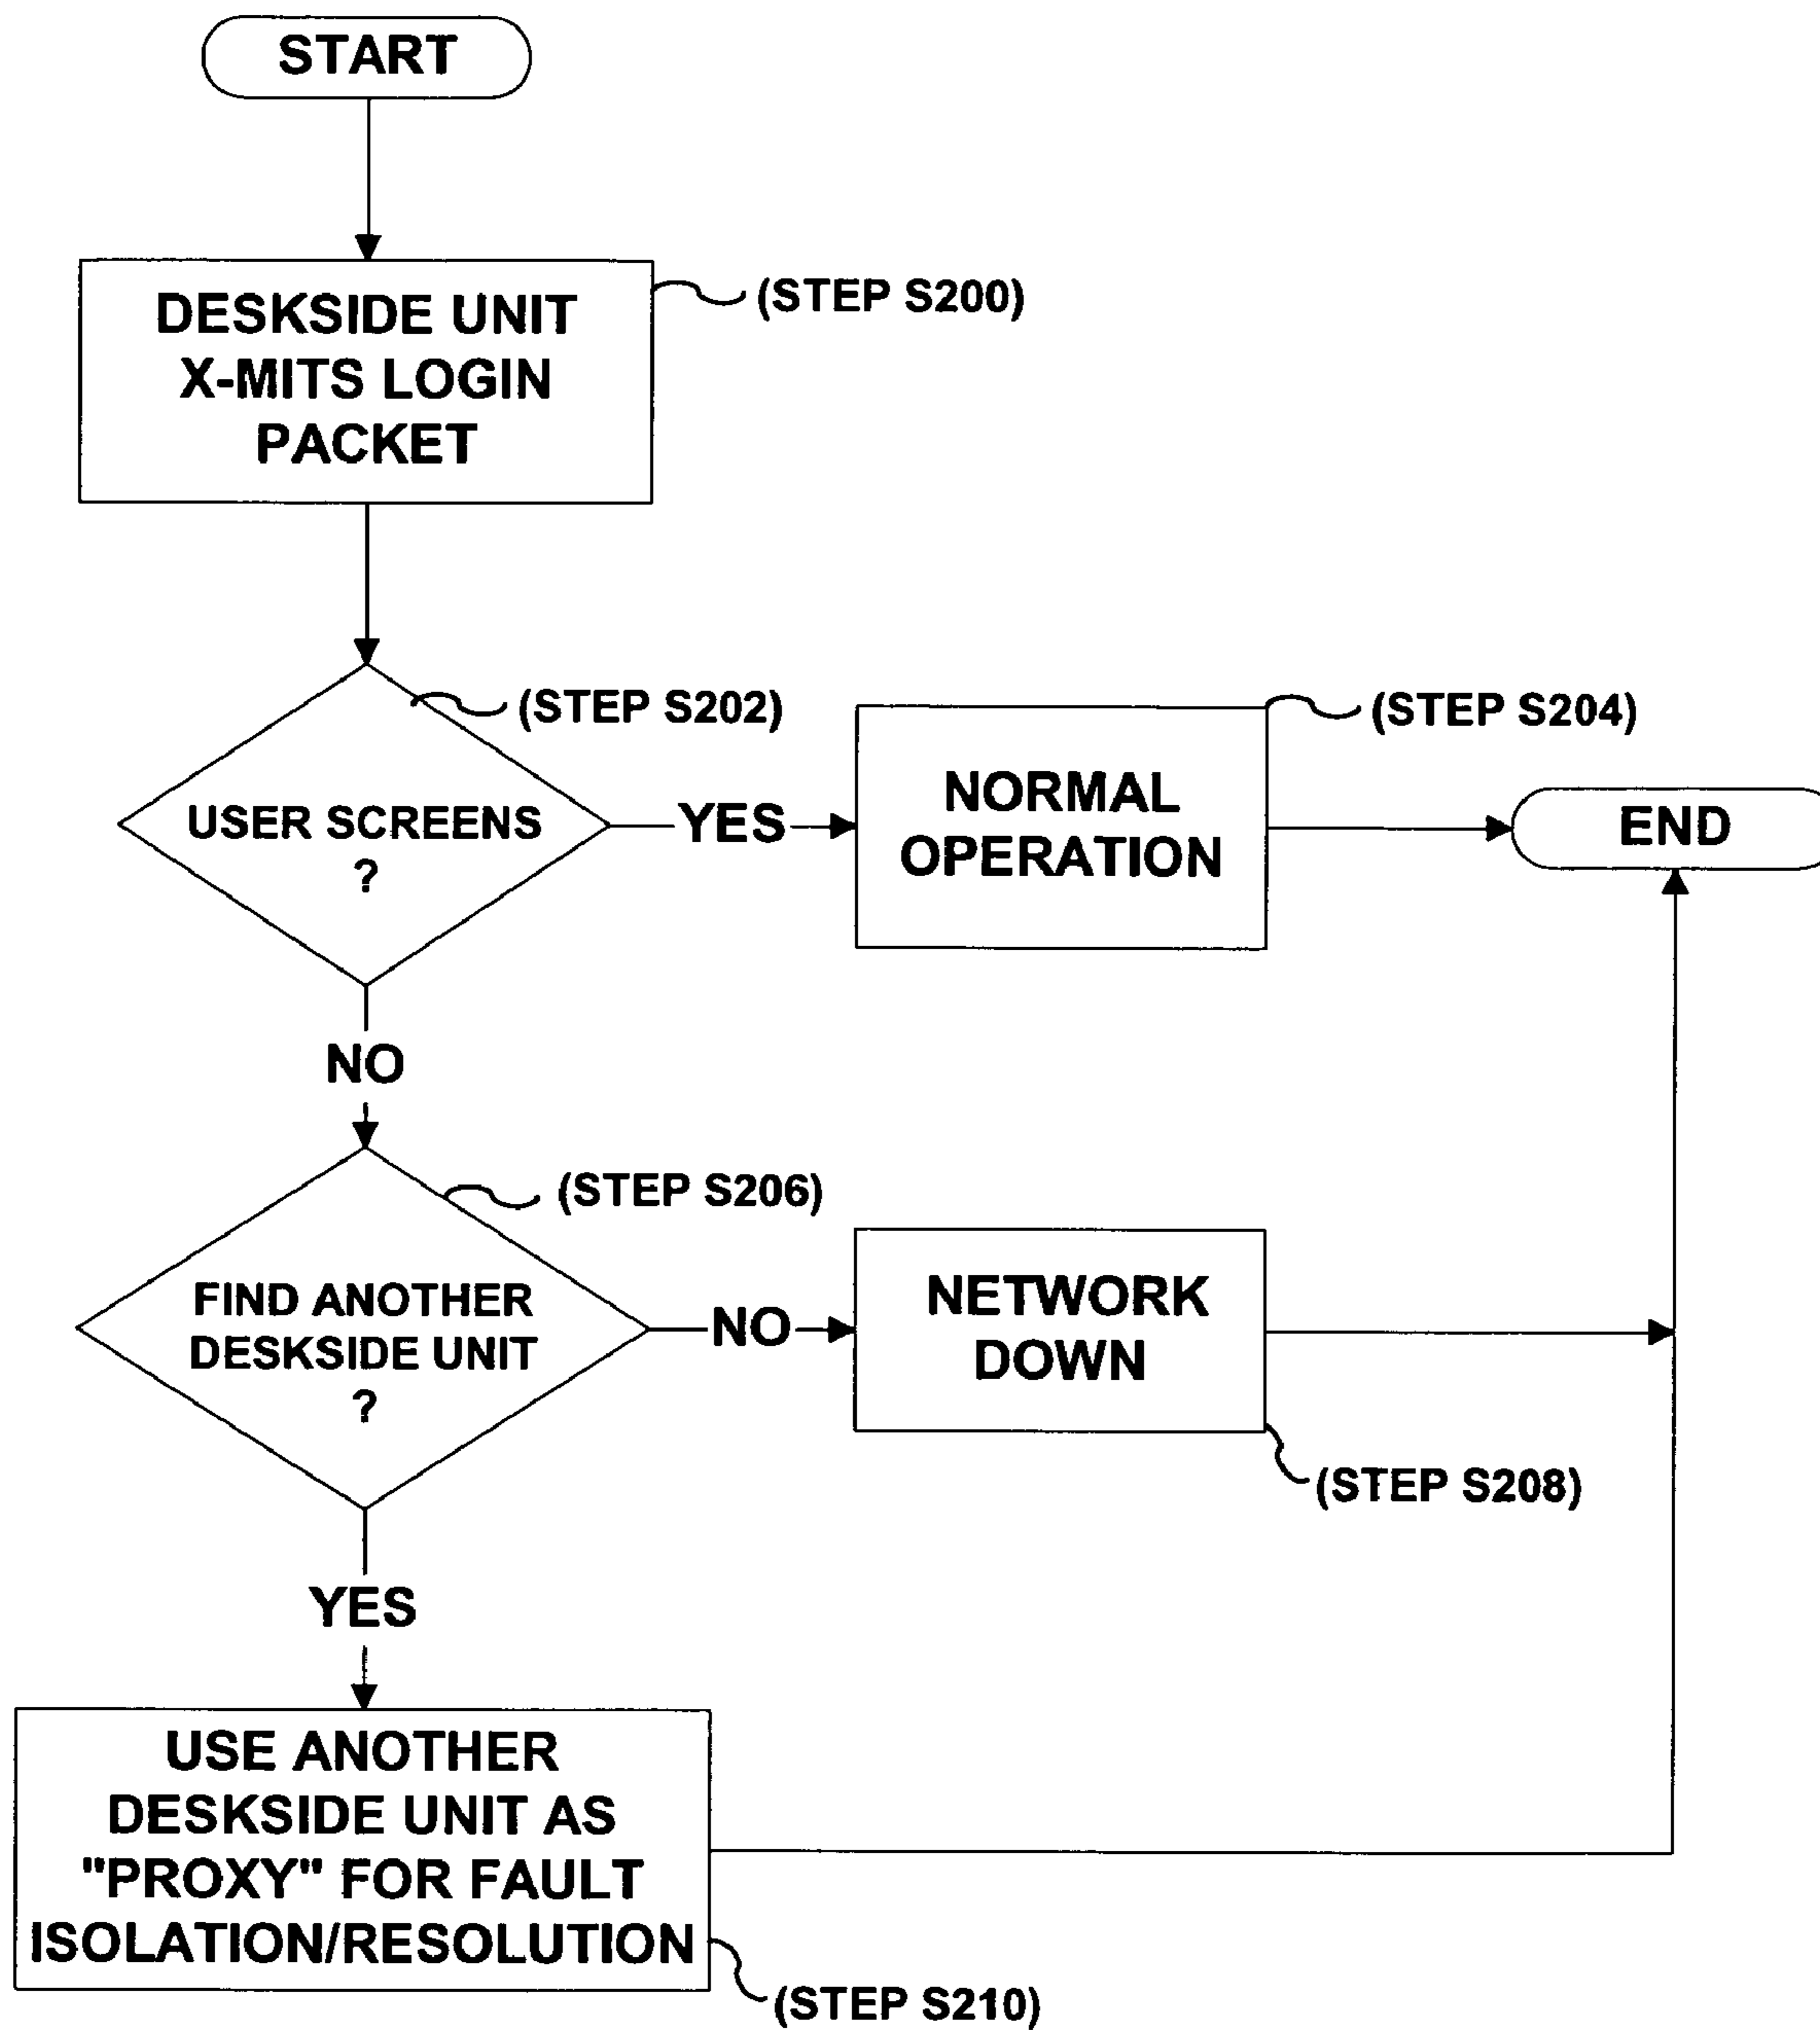 START
DESKSIDE UNIT
X-MITS LOGIN
PACKET
(STEP S200)
(STEP S202)
USER SCREENS
?
YES
(STEP S204)
NORMAL
OPERATION
END
NO
(STEP S206)
FIND ANOTHER
DESKSIDE UNIT
?
NO
NETWORK
DOWN
(STEP S208)
YES
USE ANOTHER
DESKSIDE UNIT AS
"PROXY" FOR FAULT
ISOLATION/RESOLUTION
(STEP S210)